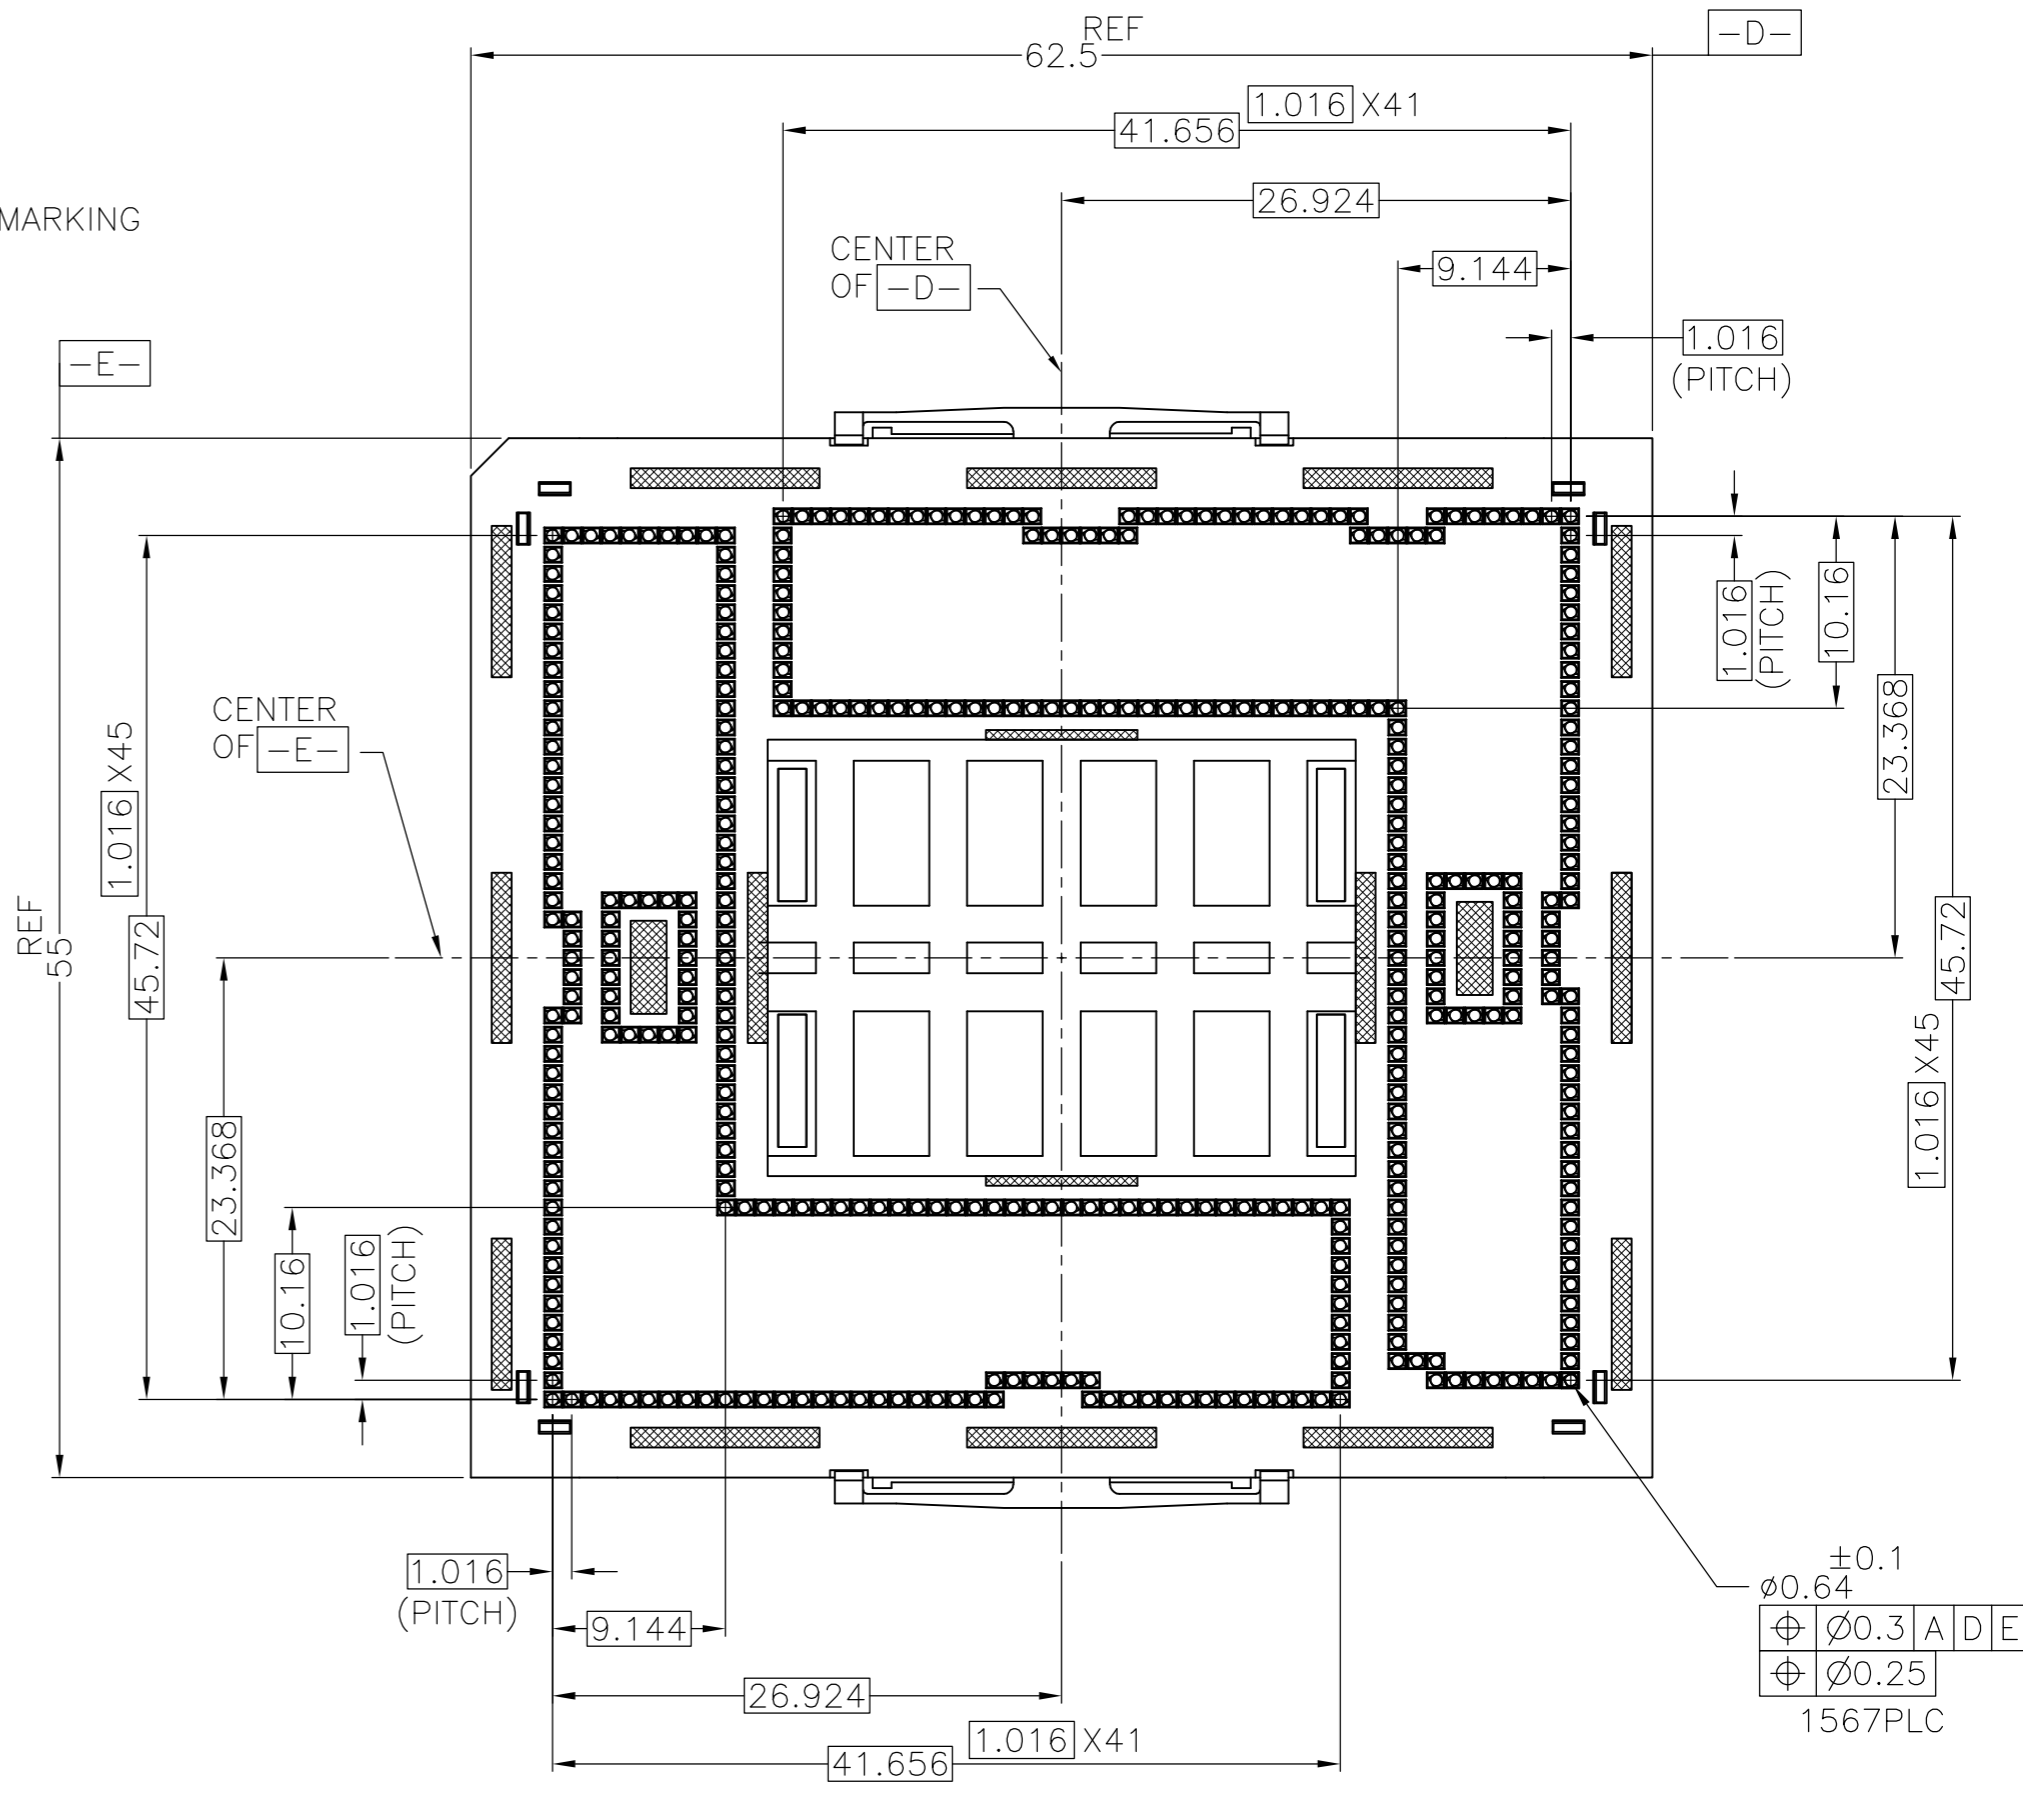 REF
62.5
-D-
1.016 X41
41.656
26.924
MARKING
CENTER
OF -D-
9.144
1.016
(PITCH)
-E-
1.016
(PITCH)
10.16
23.368
45.72
1.016 X45
CENTER
OF -E-
1.016 X45
45.72
REF
55
23.368
10.16
1.016
(PITCH)
1.016
(PITCH)
9.144
26.924
1.016 X41
41.656
±0.1
⌀0.64
⌖ ⌀0.3 A D E
⌖ ⌀0.25
1567PLC